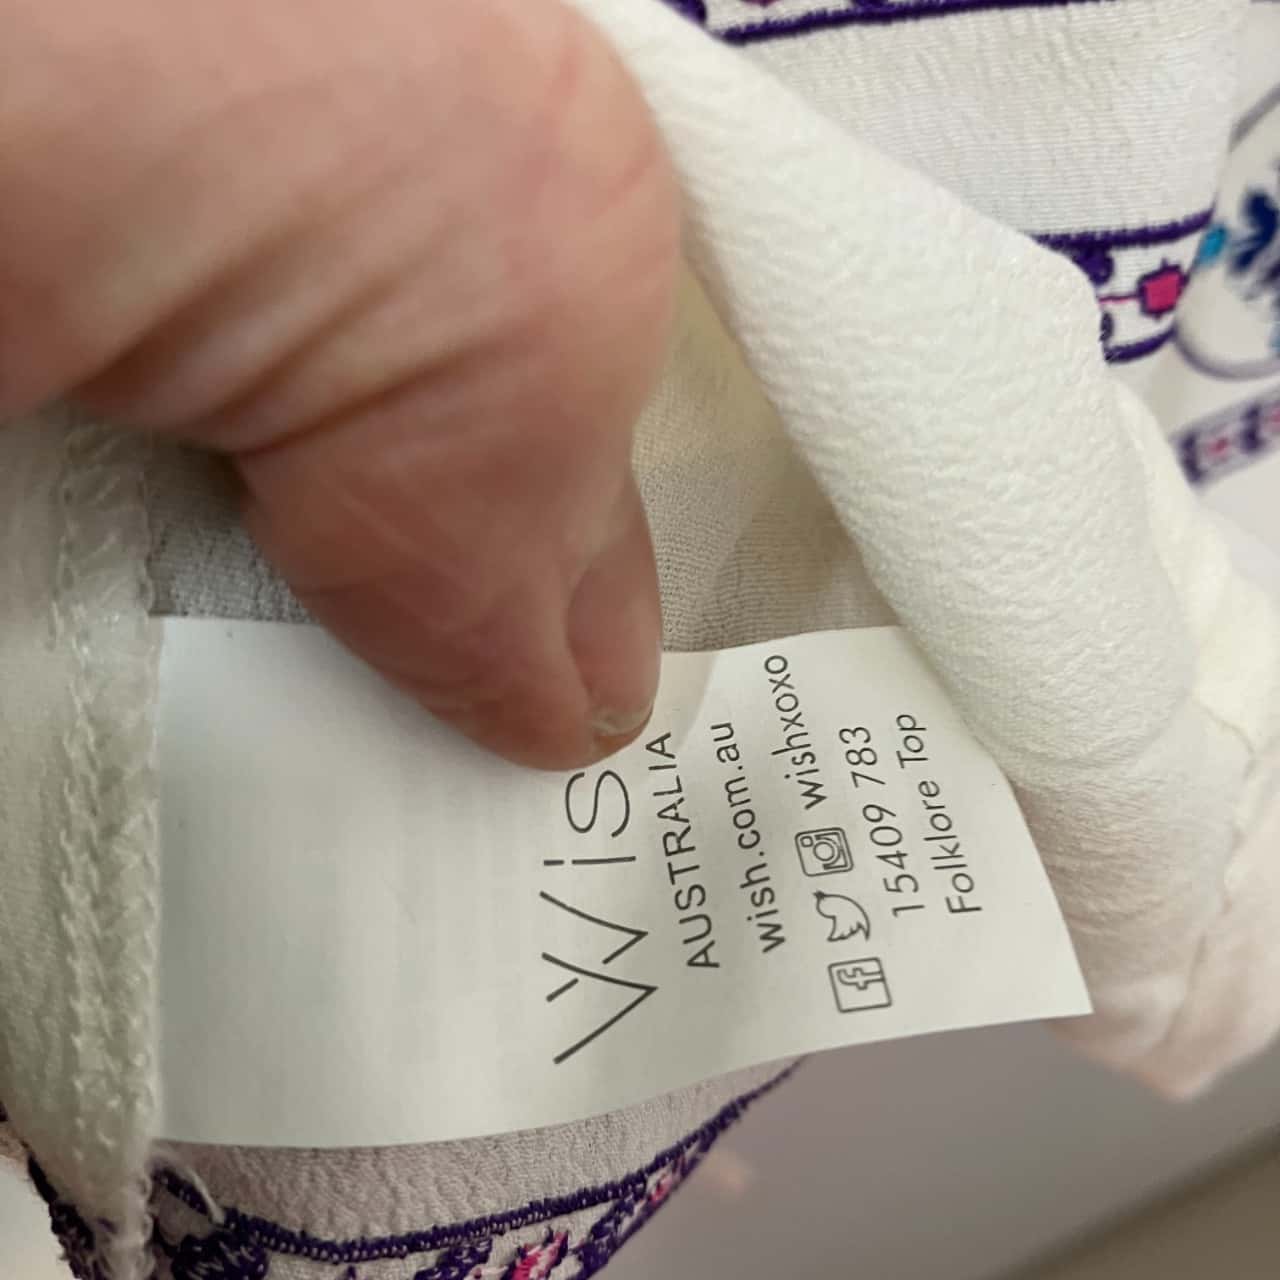 Wis
AUSTRALIA
wish.com.au
wishxoxo
15409 783
Folklore Top